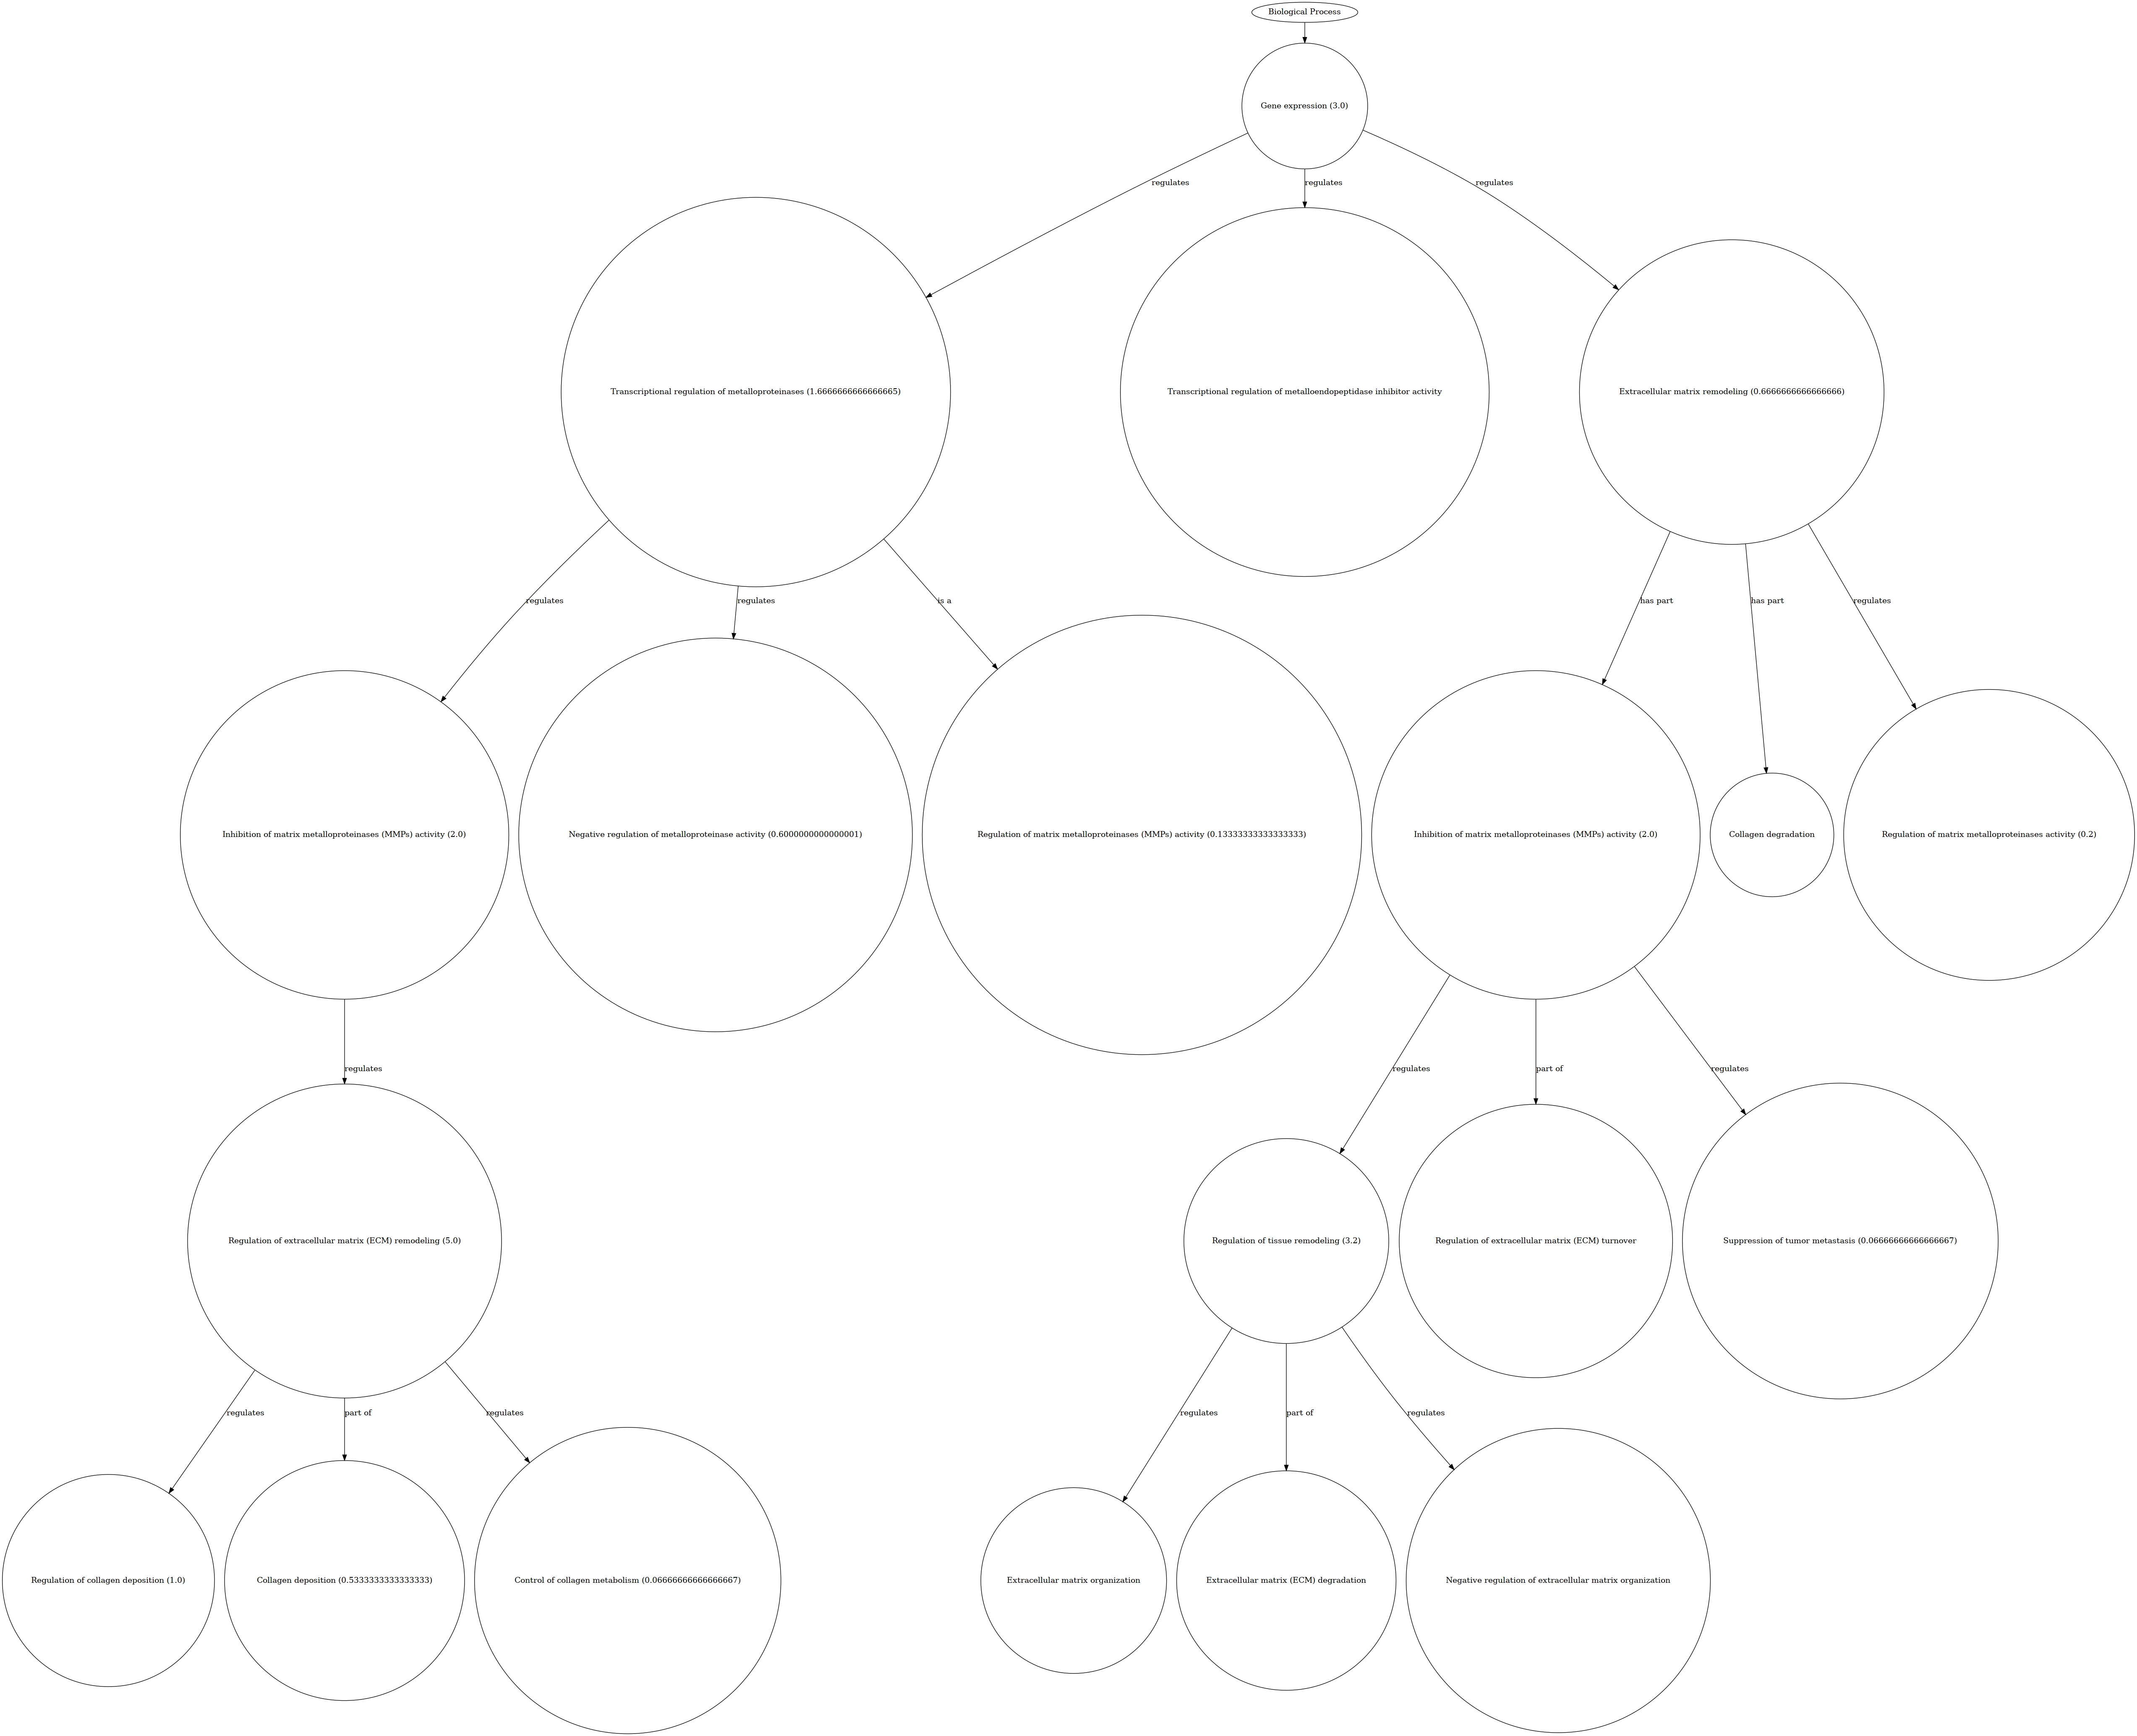 Biological Process
Gene expression (3.0)
regulates
regulates
regulates
Transcriptional regulation of metalloproteinases (1.6666666666666665)
Transcriptional regulation of metalloendopeptidase inhibitor activity
Extracellular matrix remodeling (0.6666666666666666)
regulates
regulates
is a
has part
has part
regulates
Inhibition of matrix metalloproteinases (MMPs) activity (2.0)
Negative regulation of metalloproteinase activity (0.6000000000000001)
Regulation of matrix metalloproteinases (MMPs) activity (0.13333333333333333)
Inhibition of matrix metalloproteinases (MMPs) activity (2.0)
Collagen degradation
Regulation of matrix metalloproteinases activity (0.2)
regulates
regulates
part of
regulates
Regulation of extracellular matrix (ECM) remodeling (5.0)
Regulation of tissue remodeling (3.2)
Regulation of extracellular matrix (ECM) turnover
Suppression of tumor metastasis (0.06666666666666667)
regulates
part of
regulates
regulates
part of
regulates
Regulation of collagen deposition (1.0)
Collagen deposition (0.5333333333333333)
Control of collagen metabolism (0.06666666666666667)
Extracellular matrix organization
Extracellular matrix (ECM) degradation
Negative regulation of extracellular matrix organization